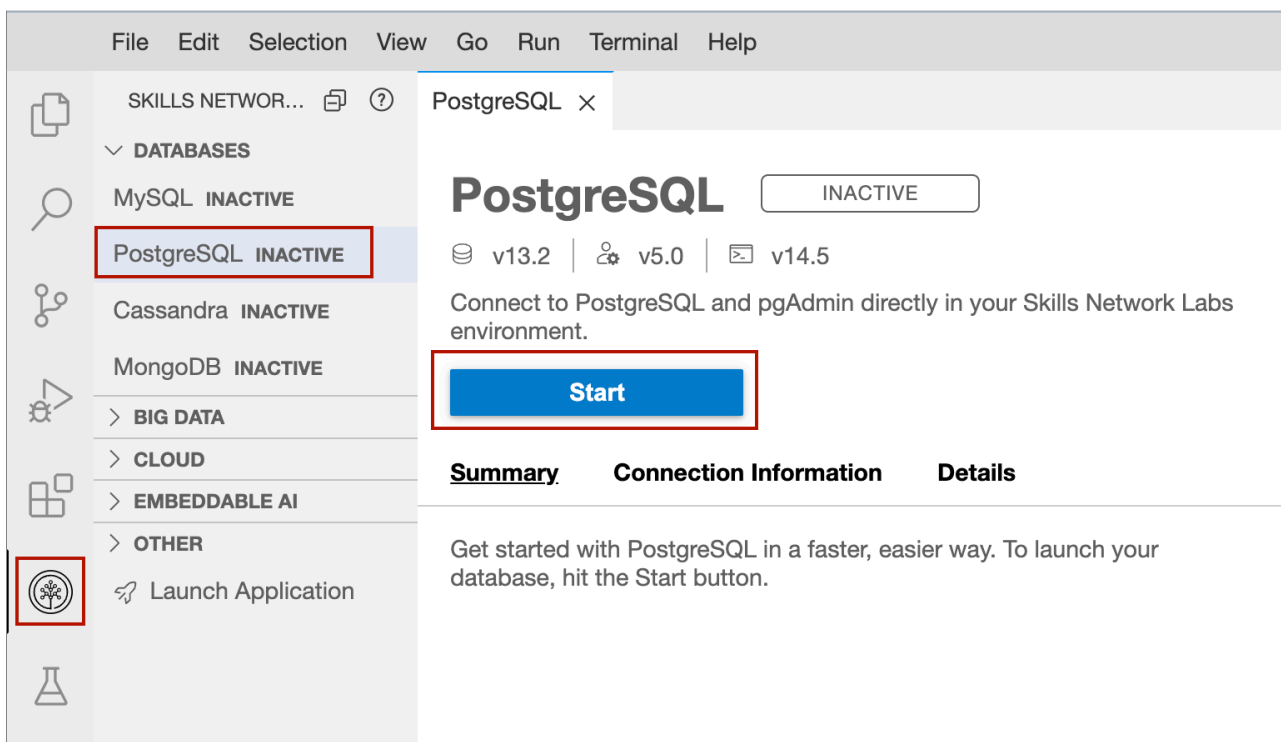 File Edit Selection View Go Run Terminal Help
SKILLS NETWOR...
DATABASES
MySQL INACTIVE
PostgreSQL INACTIVE
Cassandra INACTIVE
MongoDB INACTIVE
BIG DATA
CLOUD
EMBEDDABLE AI
OTHER
Launch Application
PostgreSQL
PostgreSQL INACTIVE
v13.2 v5.0 v14.5
Connect to PostgreSQL and pgAdmin directly in your Skills Network Labs
environment.
Start
Summary Connection Information Details
Get started with PostgreSQL in a faster, easier way. To launch your
database, hit the Start button.